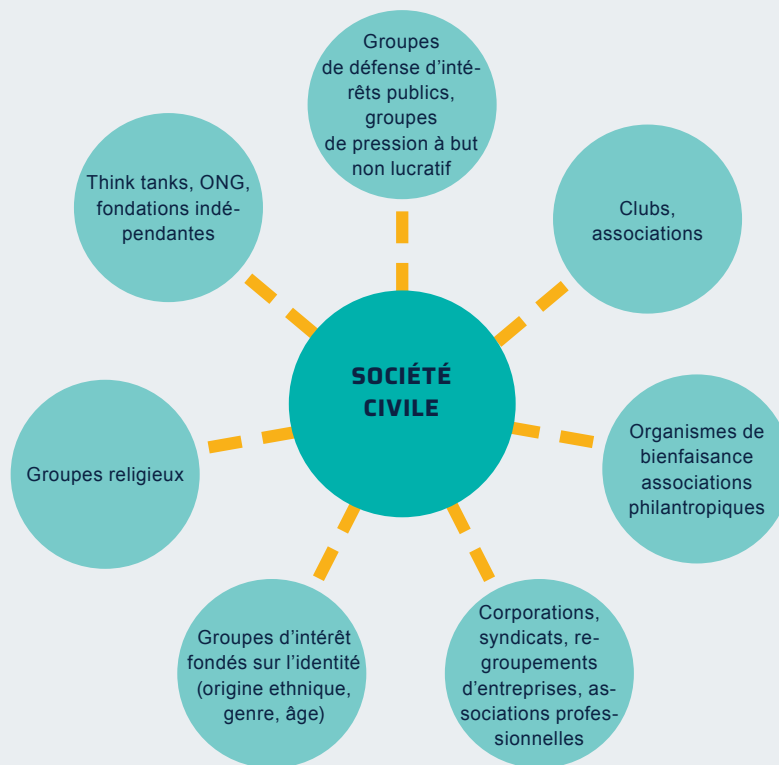 Groupes
de défense d'inté-
rêts publics,
groupes
de pression à but
non lucratif
Think tanks, ONG,
fondations indé-
pendantes
Clubs,
associations
SOCIÉTÉ
CIVILE
Groupes religieux
Organismes de
bienfaisance
associations
philantropiques
Groupes d'intérêt
fondés sur l'identité
(origine ethnique,
genre, âge)
Corporations,
syndicats, re-
groupements
d'entreprises, as-
sociations profes-
sionnelles